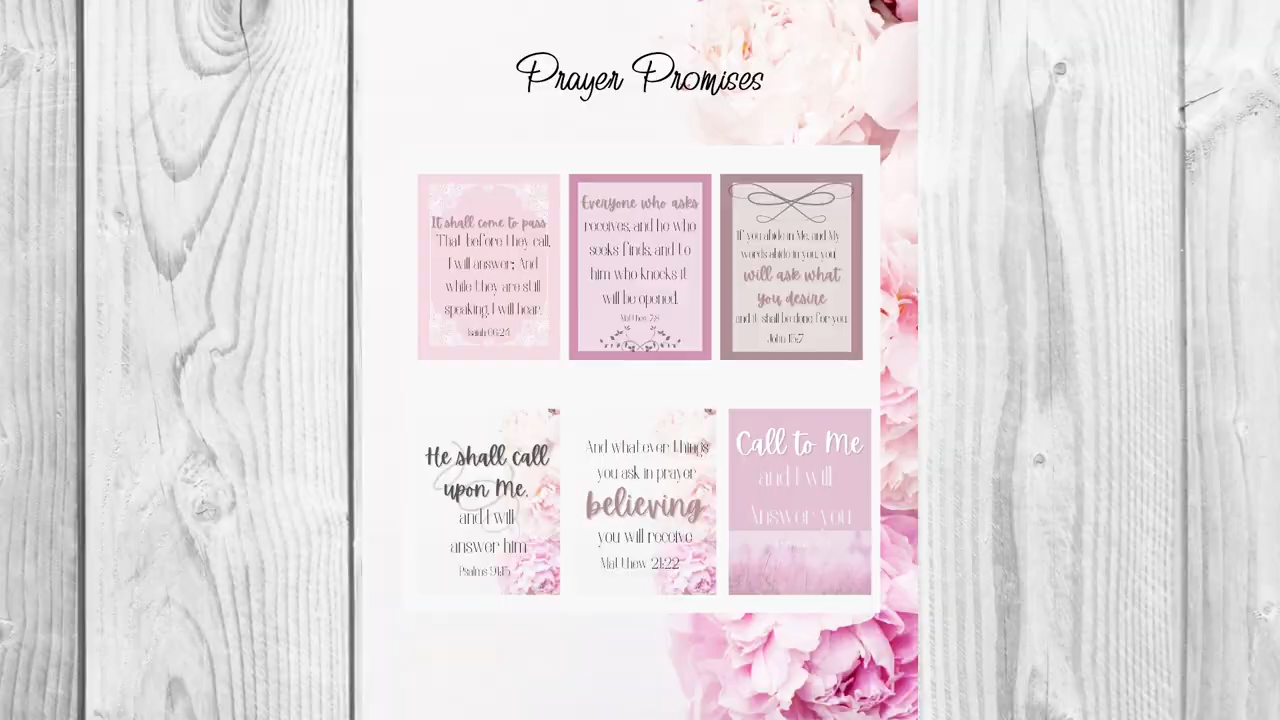 Prayer Promises
It shall come to pass
That before they call,
I will answer; And
while they are still
speaking, I will hear.
Everyone who asks
receives, and he who
seeks finds, and to
him who knocks it
will be opened.
Matthew 7:8
If you abide in Me, and My
words abide in you, you
will ask what
you desire
and it shall be done for you.
John 15:7
He shall call
upon Me,
and I will
answer him
Psalms 91:15
And whatever things
you ask in prayer
believing
you will receive
Matthew 21:22
Call to Me
and I will
Answer you